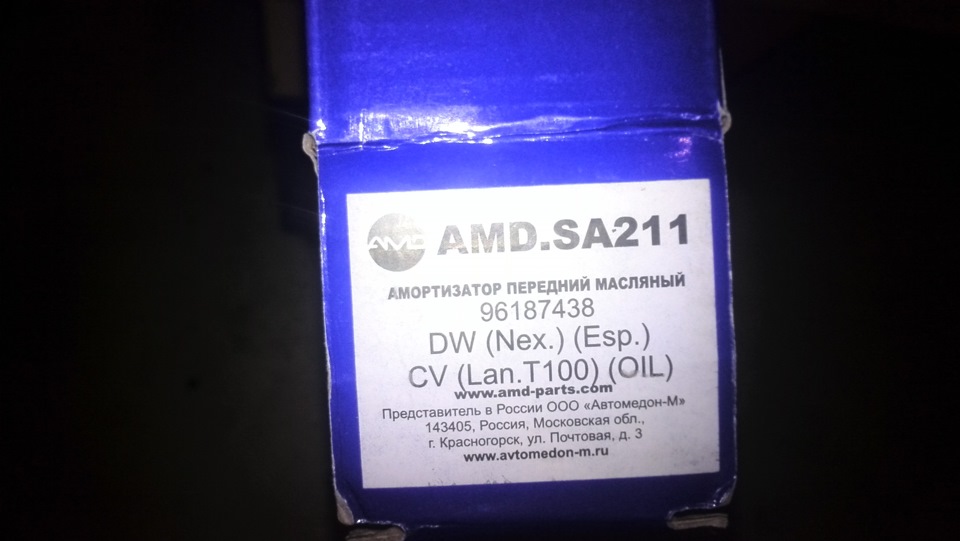 AMD AMD.SA211
АМОРТИЗАТОР ПЕРЕДНИЙ МАСЛЯНЫЙ
96187438
DW (Nex.) (Esp.)
CV (Lan.T100) (OIL)
www.amd-parts.com
Представитель в России ООО «Автомедон-М»
143405, Россия, Московская обл.,
г. Красногорск, ул. Почтовая, д. 3
www.avtomedon-m.ru